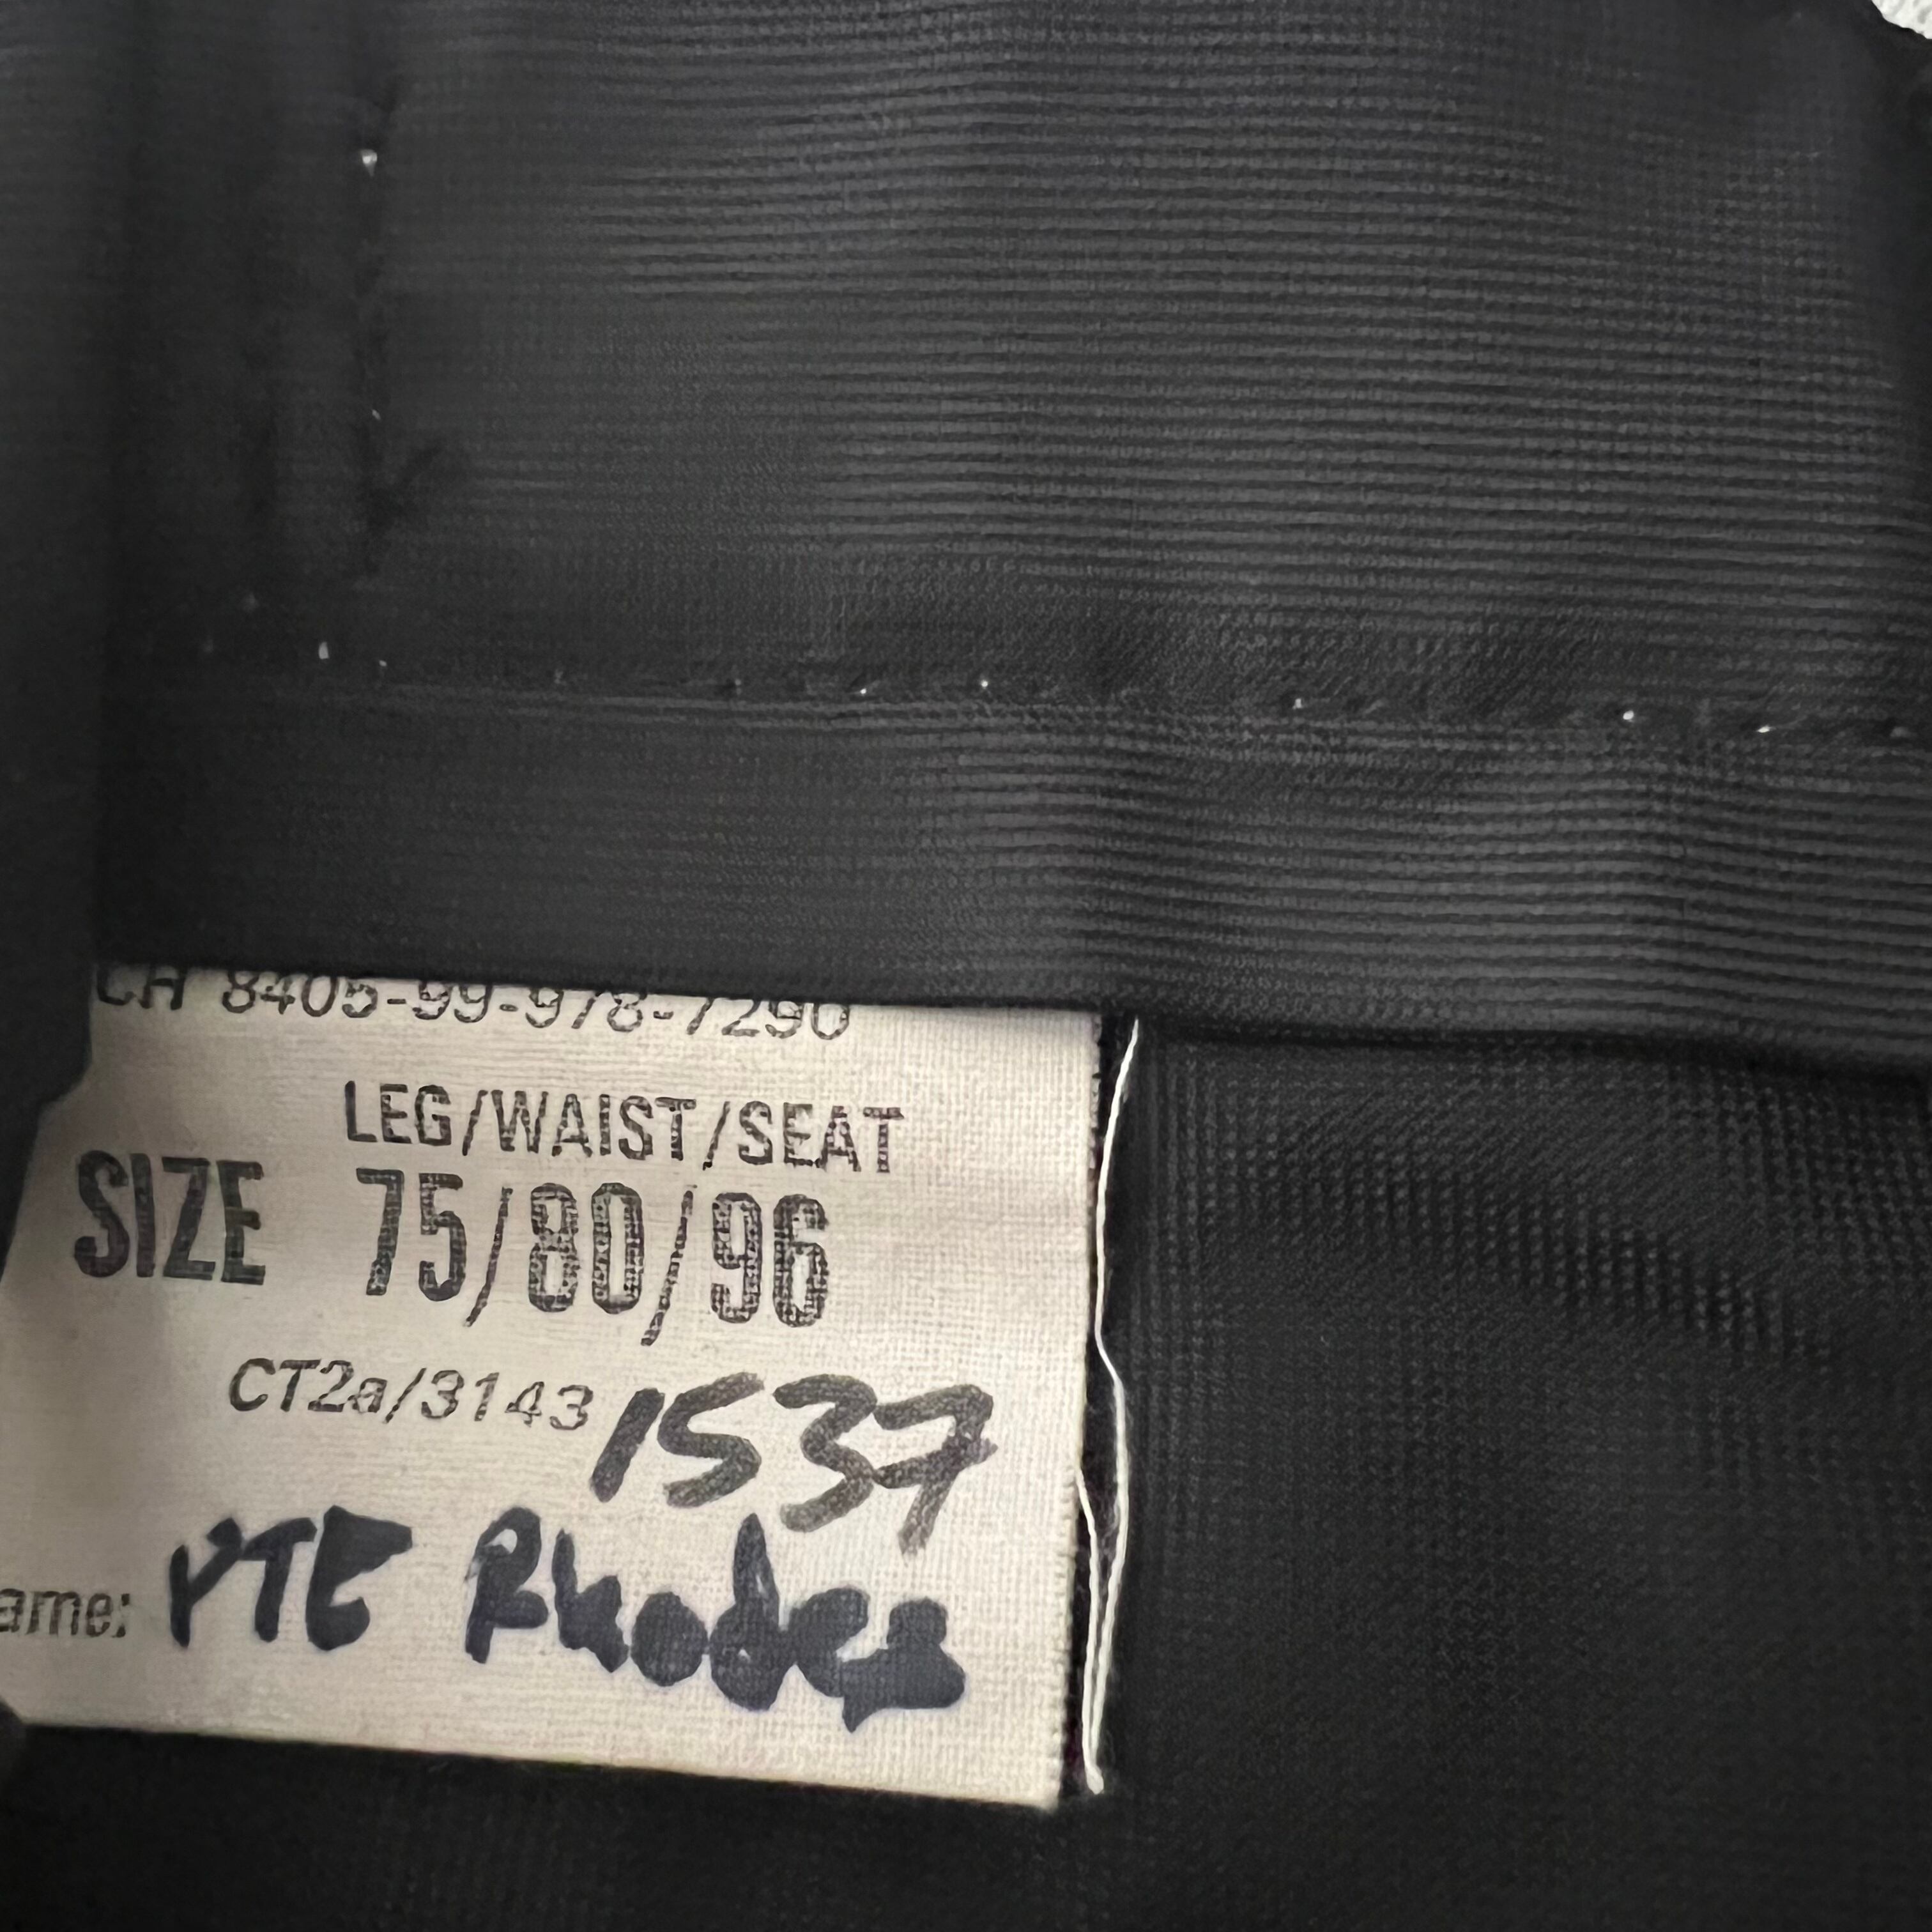 CH 8405-99-978-7290
LEG/WAIST/SEAT
SIZE 75/80/96
CT2a/3143 1537
ame: PTE Rhodes